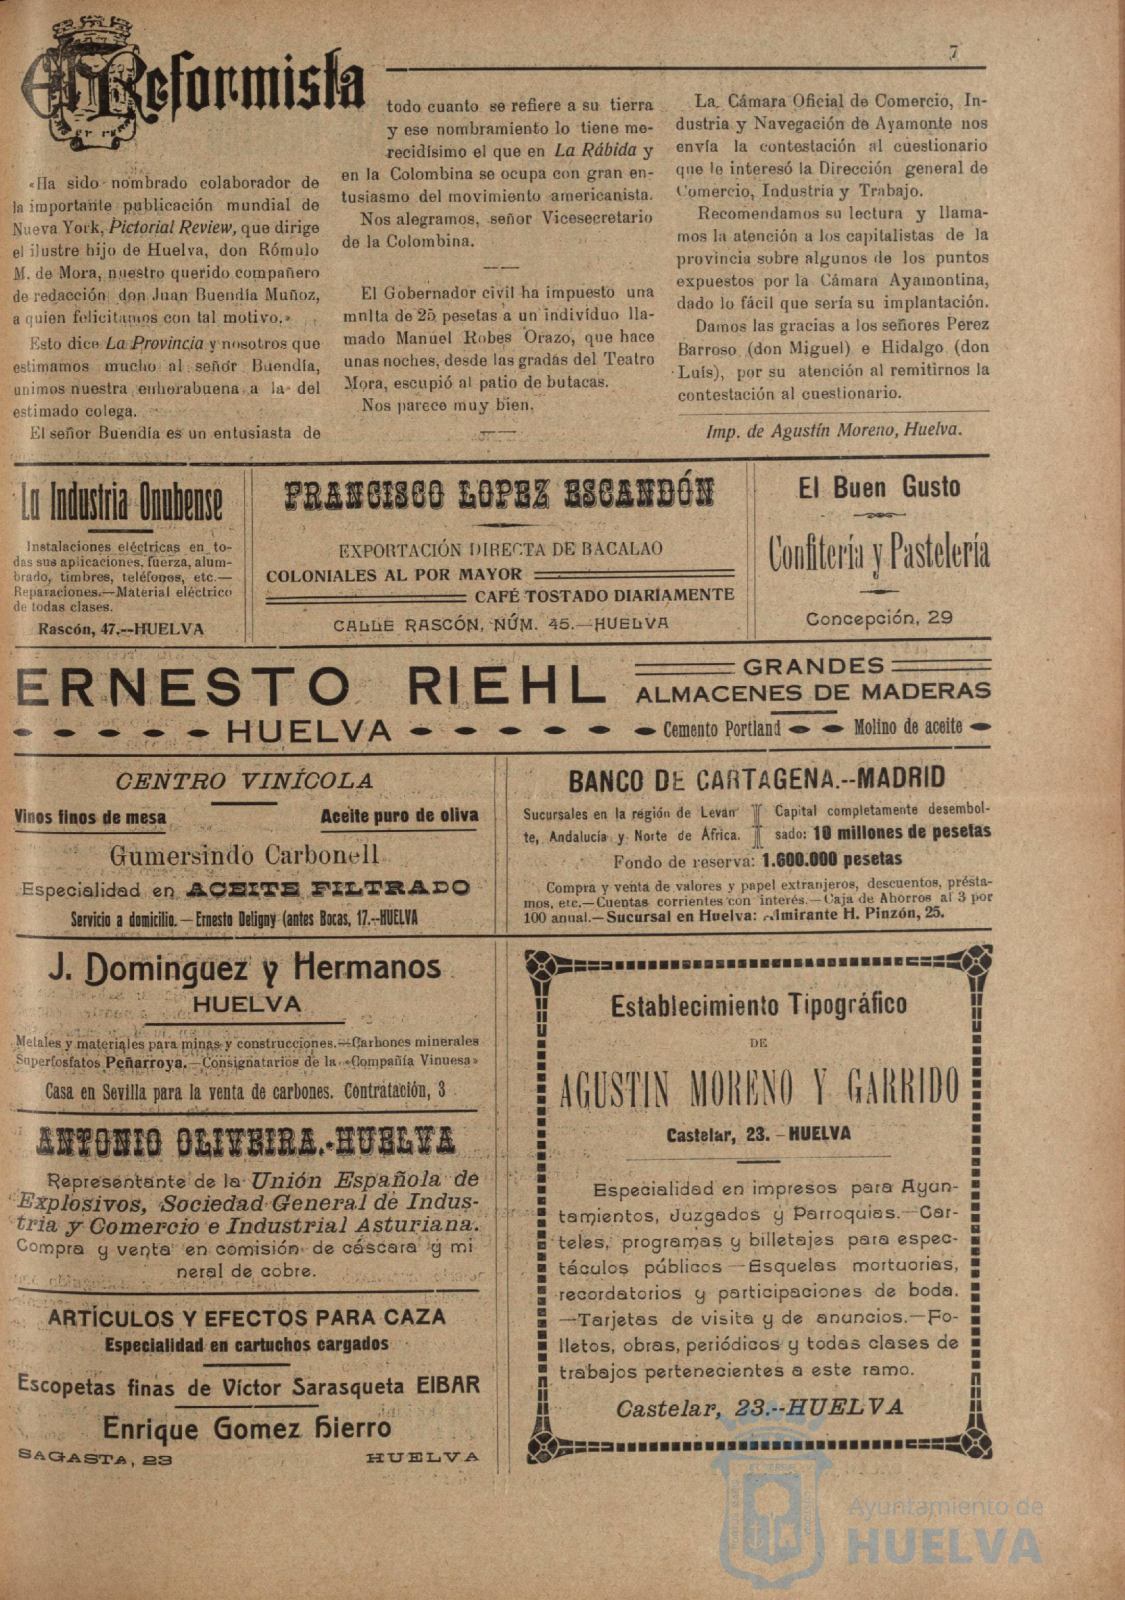 El Reformista
7
«Ha sido nombrado colaborador de
la importante publicación mundial de
Nueva York, Pictorial Review, que dirige
el ilustre hijo de Huelva, don Rómulo
M. de Mora, nuestro querido compañero
de redacción don Juan Buendía Muñoz,
a quien felicitamos con tal motivo.»
Esto dice La Provincia y nosotros que
estimamos mucho al señor Buendía,
unimos nuestra enhorabuena a la del
estimado colega.
El señor Buendía es un entusiasta de
todo cuanto se refiere a su tierra
y ese nombramiento lo tiene me-
recidísimo el que en La Rábida y
en la Colombina se ocupa con gran en-
tusiasmo del movimiento americanista.
Nos alegramos, señor Vicesecretario
de la Colombina.
El Gobernador civil ha impuesto una
mnlta de 25 pesetas a un individuo lla-
mado Manuel Robes Orazo, que hace
unas noches, desde las gradas del Teatro
Mora, escupió al patio de butacas.
Nos parece muy bien.
La Cámara Oficial de Comercio, In-
dustria y Navegación de Ayamonte nos
envía la contestación al cuestionario
que le interesó la Dirección general de
Comercio, Industria y Trabajo.
Recomendamos su lectura y llama-
mos la atención a los capitalistas de la
provincia sobre algunos de los puntos
expuestos por la Cámara Ayamontina,
dado lo fácil que sería su implantación.
Damos las gracias a los señores Perez
Barroso (don Miguel) e Hidalgo (don
Luís), por su atención al remitirnos la
contestación al cuestionario.
Imp. de Agustín Moreno, Huelva.
La Industria Onubense
Instalaciones eléctricas en to-
das sus aplicaciones, fuerza, alum-
brado, timbres, teléfonos, etc.—
Reparaciones.—Material eléctrico
de todas clases.
Rascón, 47.--HUELVA
FRANCISCO LOPEZ ESCANDÓN
EXPORTACIÓN DIRECTA DE BACALAO
COLONIALES AL POR MAYOR
CAFÉ TOSTADO DIARIAMENTE
CALLE RASCÓN, NÚM. 45.—HUELVA
El Buen Gusto
Confitería y Pastelería
Concepción, 29
ERNESTO RIEHL
HUELVA
GRANDES
ALMACENES DE MADERAS
Cemento Portland
Molino de aceite
CENTRO VINÍCOLA
Vinos finos de mesa Aceite puro de oliva
Gumersindo Carbonell
Especialidad en ACEITE FILTRADO
Servicio a domicilio.—Ernesto Deligny (antes Bocas, 17.--HUELVA
BANCO DE CARTAGENA.--MADRID
Sucursales en la región de Levan
te, Andalucía y Norte de África.
Capital completamente desembol-
sado: 10 millones de pesetas
Fondo de reserva: 1.600.000 pesetas
Compra y venta de valores y papel extranjeros, descuentos, présta-
mos, etc.—Cuentas corrientes con interés.—Caja de Ahorros al 3 por
100 anual.—Sucursal en Huelva: Almirante H. Pinzón, 25.
J. Dominguez y Hermanos
HUELVA
Metales y materiales para minas y construcciones.—Carbones minerales
Superfosfatos Peñarroya.—Consignatarios de la «Compañía Vinuesa»
Casa en Sevilla para la venta de carbones. Contratación, 3
ANTONIO OLIVEIRA.-HUELVA
Representante de la Unión Española de
Explosivos, Sociedad General de Indus-
tria y Comercio e Industrial Asturiana.
Compra y venta en comisión de cáscara y mi
neral de cobre.
ARTÍCULOS Y EFECTOS PARA CAZA
Especialidad en cartuchos cargados
Escopetas finas de Víctor Sarasqueta EIBAR
Enrique Gomez Hierro
SAGASTA, 23 HUELVA
Establecimiento Tipográfico
DE
AGUSTIN MORENO Y GARRIDO
Castelar, 23. - HUELVA
Especialidad en impresos para Ayun-
tamientos, Juzgados y Parroquias.—Car-
teles, programas y billetajes para espec-
táculos públicos—Esquelas mortuorias,
recordatorios y participaciones de boda.
—Tarjetas de visita y de anuncios.—Fo-
lletos, obras, periódicos y todas clases de
trabajos pertenecientes a este ramo.
Castelar, 23.--HUELVA
Ayuntamiento de
HUELVA